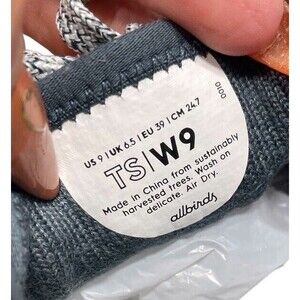 US 9 | UK 6.5 | EU 39 | CM 24.7
TS | W9
Made in China from sustainably
harvested trees. Wash on
delicate. Air Dry.
allbirds